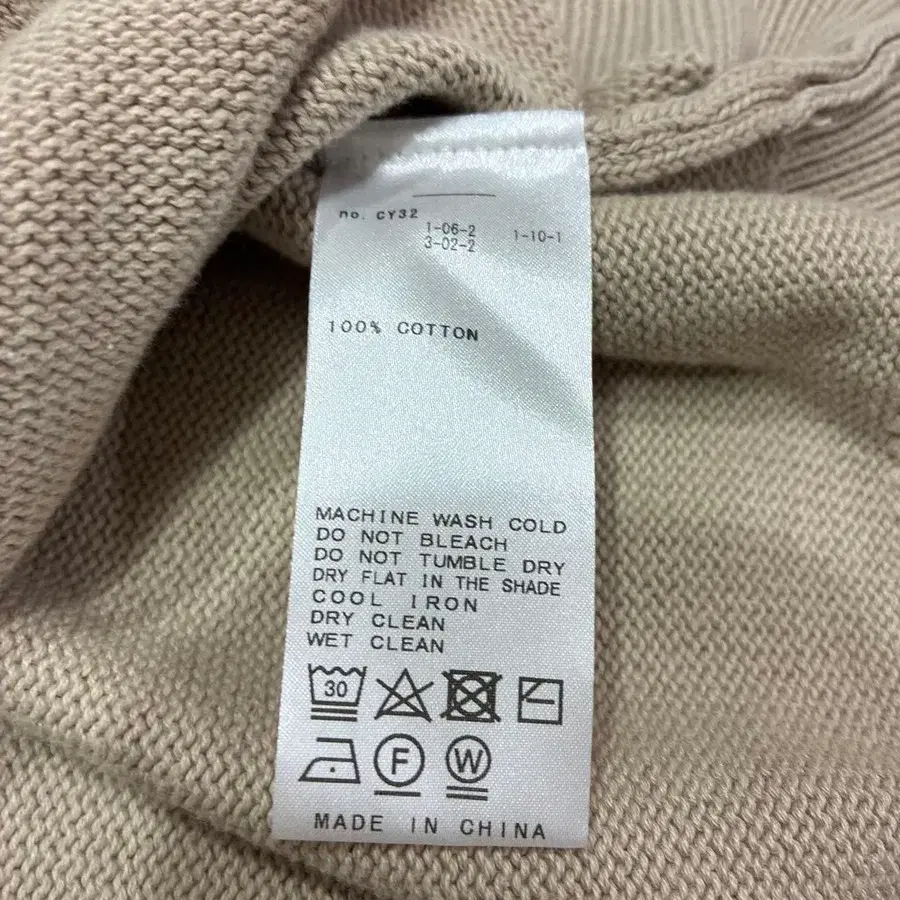 no. CY32
1-06-2 1-10-1
3-02-2
100% COTTON
MACHINE WASH COLD
DO NOT BLEACH
DO NOT TUMBLE DRY
DRY FLAT IN THE SHADE
COOL IRON
DRY CLEAN
WET CLEAN
30
F W
MADE IN CHINA